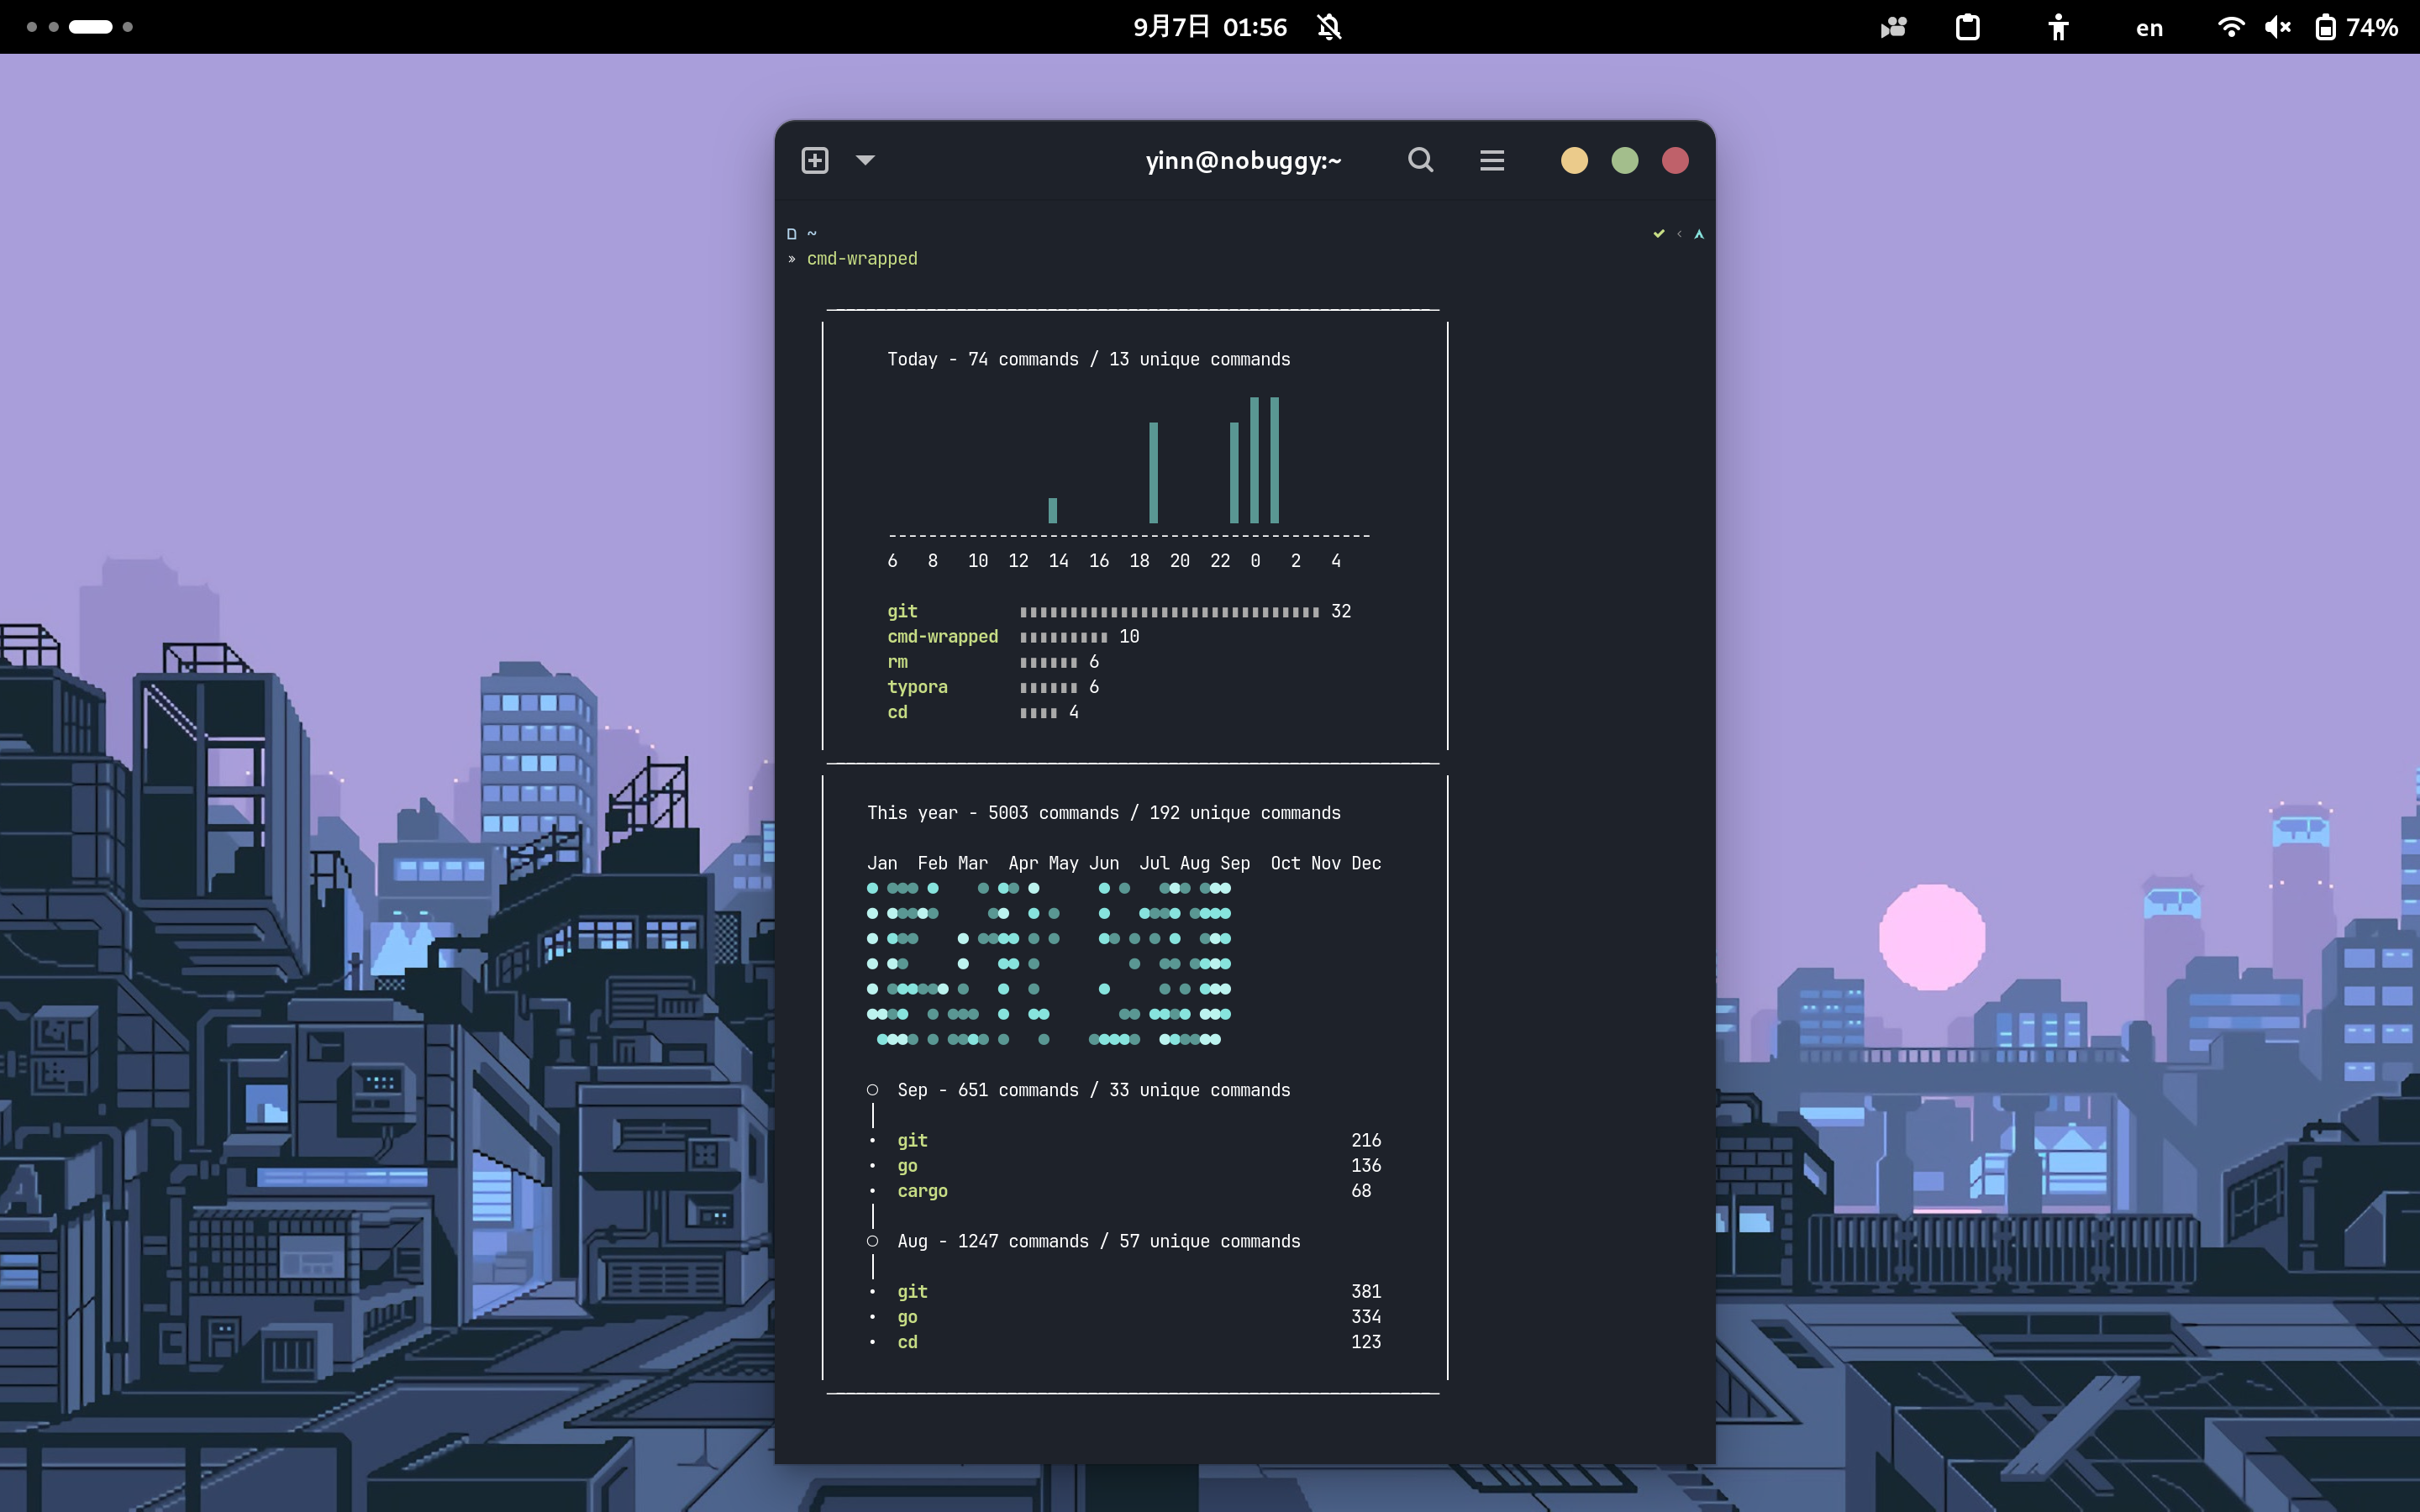 9月7日 01:56
en
74%
yinn@nobuggy:~
~
» cmd-wrapped
Today - 74 commands / 13 unique commands
6 8 10 12 14 16 18 20 22 0 2 4
git 32
cmd-wrapped 10
rm 6
typora 6
cd 4
This year - 5003 commands / 192 unique commands
Jan Feb Mar Apr May Jun Jul Aug Sep Oct Nov Dec
Sep - 651 commands / 33 unique commands
git 216
go 136
cargo 68
Aug - 1247 commands / 57 unique commands
git 381
go 334
cd 123